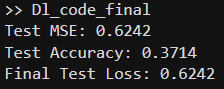 >> Dl_code_final
Test MSE: 0.6242
Test Accuracy: 0.3714
Final Test Loss: 0.6242